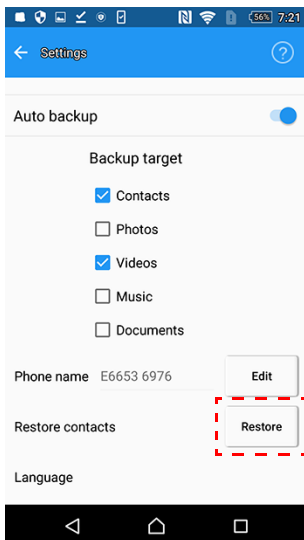 56% 7:21
Settings ?
Auto backup
Backup target
Contacts
Photos
Videos
Music
Documents
Phone name E6653 6976 Edit
Restore contacts Restore
Language